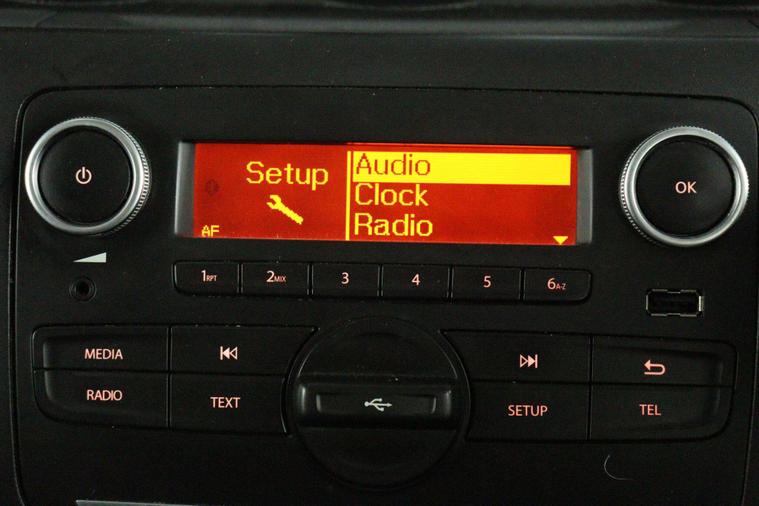 Setup
AF
Audio
Clock
Radio
OK
1RPT 2MIX 3 4 5 6A-Z
MEDIA
RADIO
TEXT
SETUP
TEL